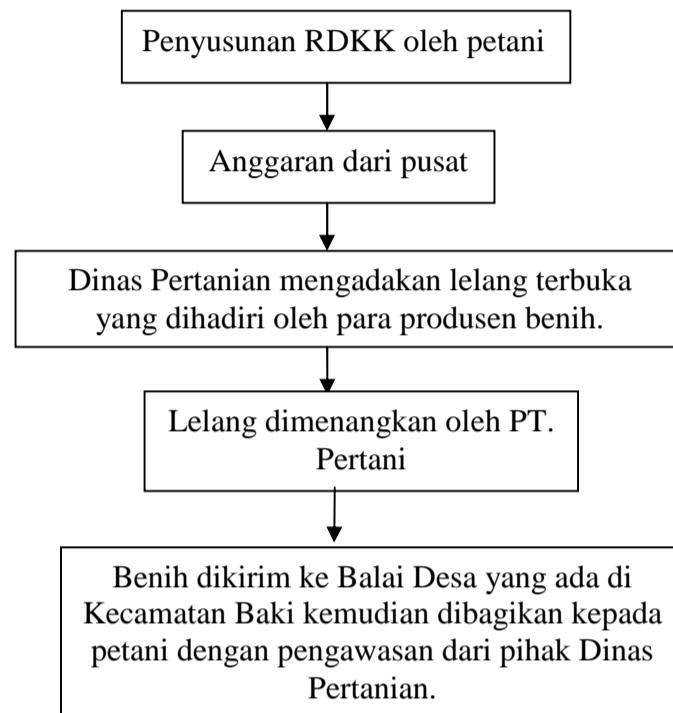 Penyusunan RDKK oleh petani
Anggaran dari pusat
Dinas Pertanian mengadakan lelang terbuka
yang dihadiri oleh para produsen benih.
Lelang dimenangkan oleh PT.
Pertani
Benih dikirim ke Balai Desa yang ada di
Kecamatan Baki kemudian dibagikan kepada
petani dengan pengawasan dari pihak Dinas
Pertanian.